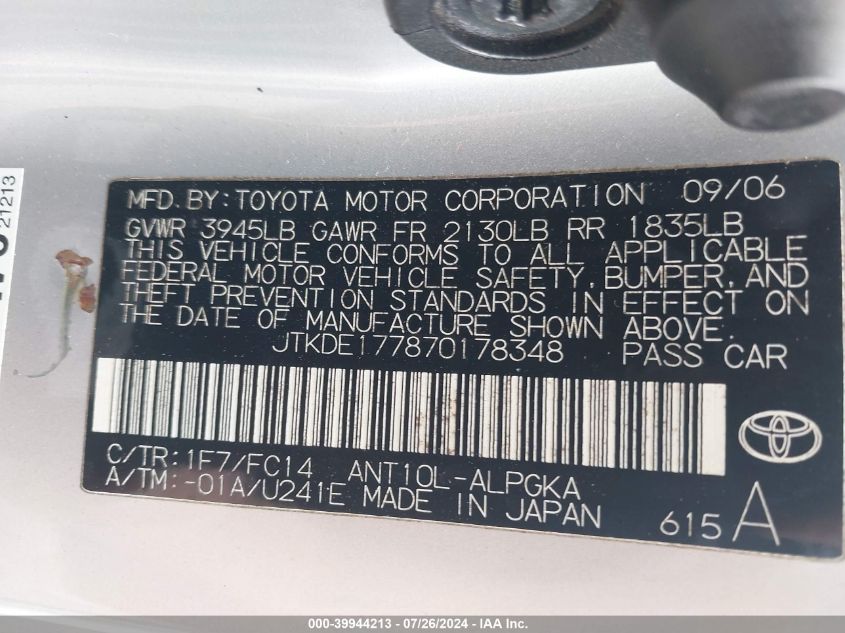 MFD. BY: TOYOTA MOTOR CORPORATION 09/06
GVWR 3945LB GAWR FR 2130LB RR 1835LB
THIS VEHICLE CONFORMS TO ALL APPLICABLE
FEDERAL MOTOR VEHICLE SAFETY, BUMPER, AND
THEFT PREVENTION STANDARDS IN EFFECT ON
THE DATE OF MANUFACTURE SHOWN ABOVE.
JTKDE177870178348 PASS CAR
C/TR: 1F7/FC14 ANT10L-ALPGKA
A/TM: -01A/U241E MADE IN JAPAN
615 A
21213
000-39944213 - 07/26/2024 - IAA Inc.